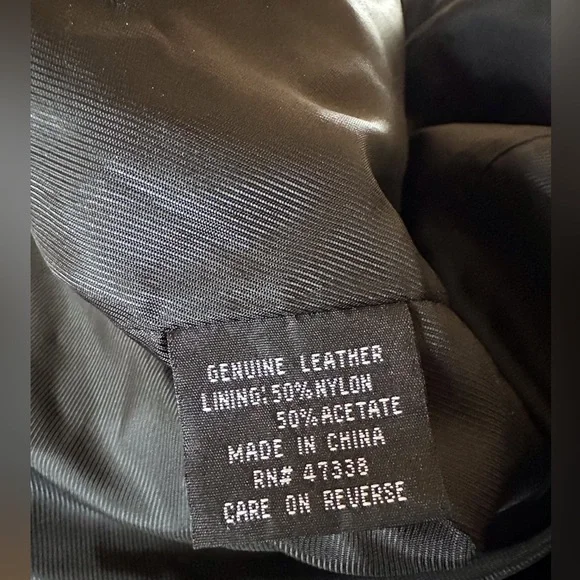 GENUINE LEATHER
LINING: 50% NYLON
50% ACETATE
MADE IN CHINA
RN# 47338
CARE ON REVERSE